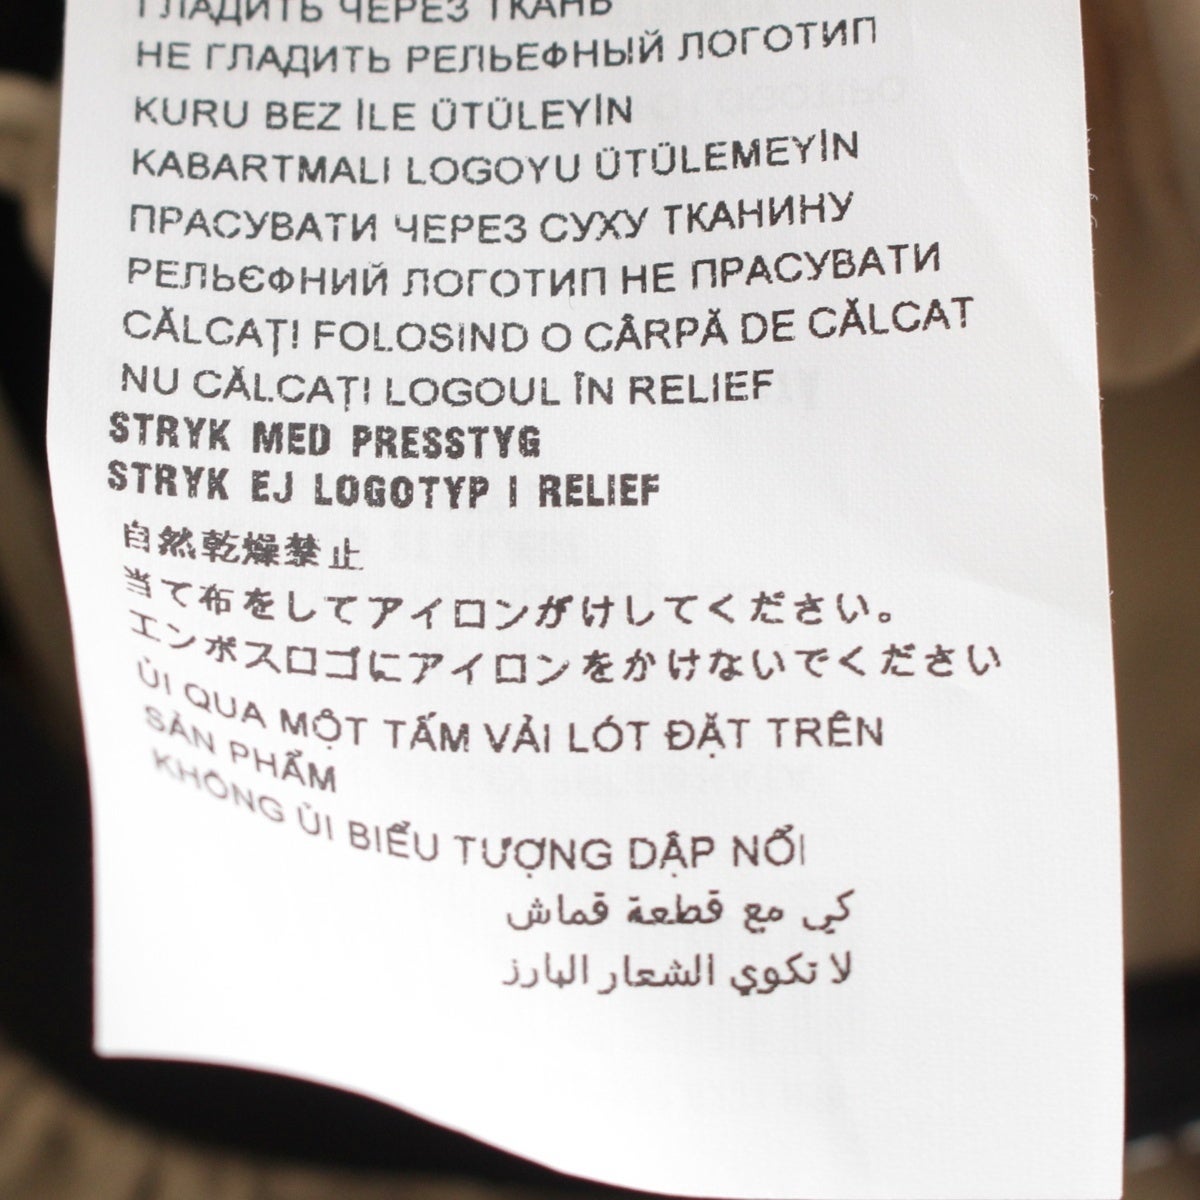 ГЛАДИТЬ ЧЕРЕЗ ТКАНЬ
НЕ ГЛАДИТЬ РЕЛЬЕФНЫЙ ЛОГОТИП
KURU BEZ İLE ÜTÜLEYİN
KABARTMALI LOGOYU ÜTÜLEMEYİN
ПРАСУВАТИ ЧЕРЕЗ СУХУ ТКАНИНУ
РЕЛЬЄФНИЙ ЛОГОТИП НЕ ПРАСУВАТИ
CĂLCAȚI FOLOSIND O CÂRPĂ DE CĂLCAT
NU CĂLCAȚI LOGOUL ÎN RELIEF
STRYK MED PRESSTYG
STRYK EJ LOGOTYP I RELIEF
自然乾燥禁止
当て布をしてアイロンがけしてください。
エンボスロゴにアイロンをかけないでください
ỦI QUA MỘT TẤM VẢI LÓT ĐẶT TRÊN
SẢN PHẨM
KHÔNG ỦI BIỂU TƯỢNG DẬP NỔI
كي مع قطعة قماش
لا تكوي الشعار البارز